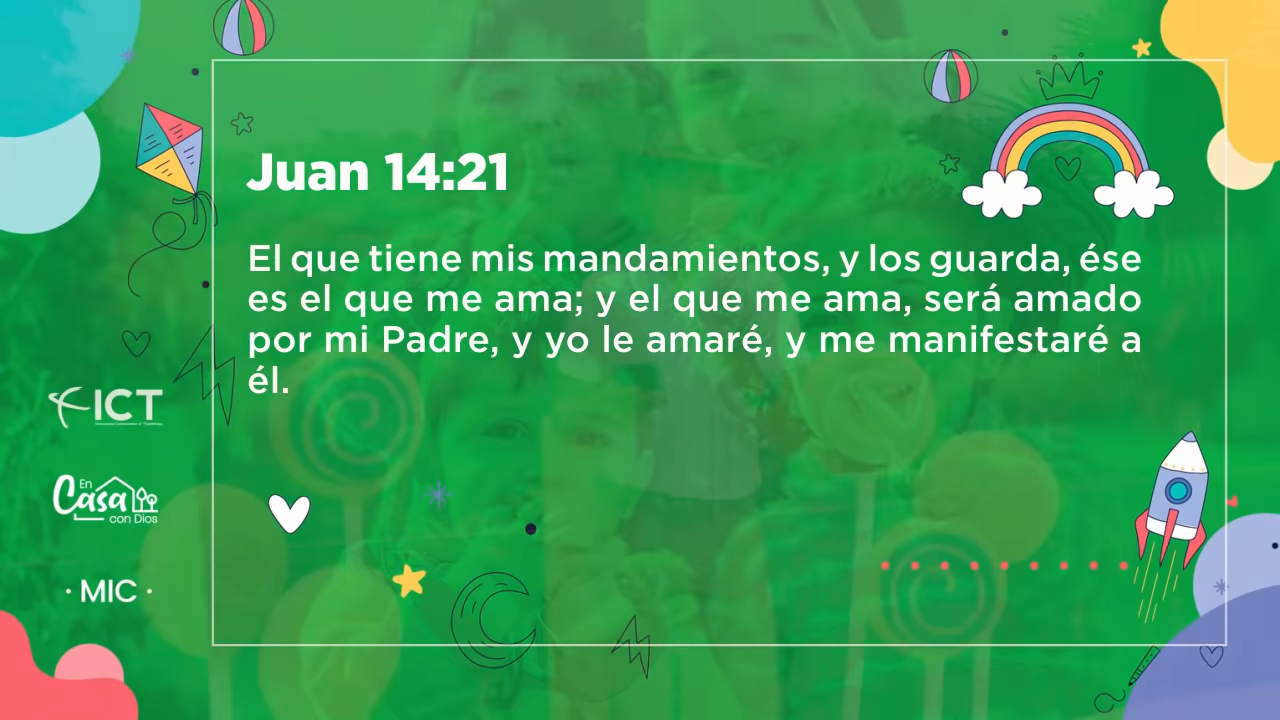 Juan 14:21
El que tiene mis mandamientos, y los guarda, ése
es el que me ama; y el que me ama, será amado
por mi Padre, y yo le amaré, y me manifestaré a
él.
ICT
En
Casa
con Dios
· MIC ·